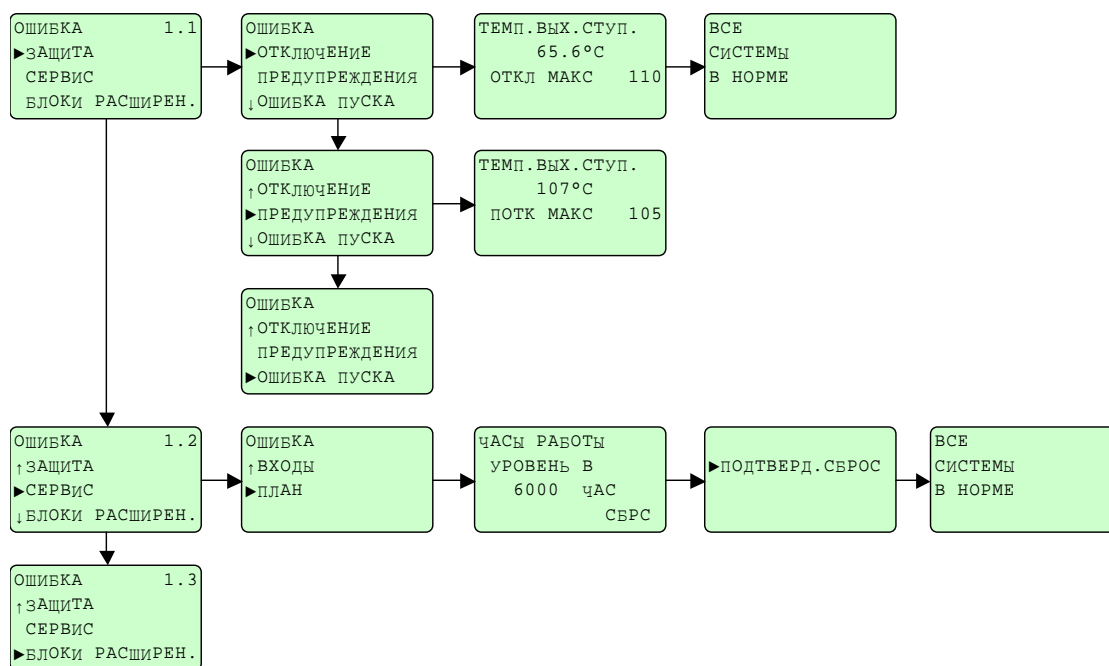 ОШИБКА 1.1
►ЗАЩИТА
СЕРВИС
БЛОКИ РАСШИРЕН.
ОШИБКА
►ОТКЛЮЧЕНИЕ
ПРЕДУПРЕЖДЕНИЯ
↓ОШИБКА ПУСКА
ТЕМП.ВЫХ.СТУП.
65.6°C
ОТКЛ МАКС 110
ВСЕ
СИСТЕМЫ
В НОРМЕ
ОШИБКА
↑ОТКЛЮЧЕНИЕ
►ПРЕДУПРЕЖДЕНИЯ
↓ОШИБКА ПУСКА
ТЕМП.ВЫХ.СТУП.
107°C
ПОТК МАКС 105
ОШИБКА
↑ОТКЛЮЧЕНИЕ
ПРЕДУПРЕЖДЕНИЯ
►ОШИБКА ПУСКА
ОШИБКА 1.2
↑ЗАЩИТА
►СЕРВИС
↓БЛОКИ РАСШИРЕН.
ОШИБКА
↑ВХОДЫ
►ПЛАН
ЧАСЫ РАБОТЫ
УРОВЕНЬ В
6000 ЧАС
СБРС
►ПОДТВЕРД.СБРОС
ВСЕ
СИСТЕМЫ
В НОРМЕ
ОШИБКА 1.3
↑ЗАЩИТА
СЕРВИС
►БЛОКИ РАСШИРЕН.